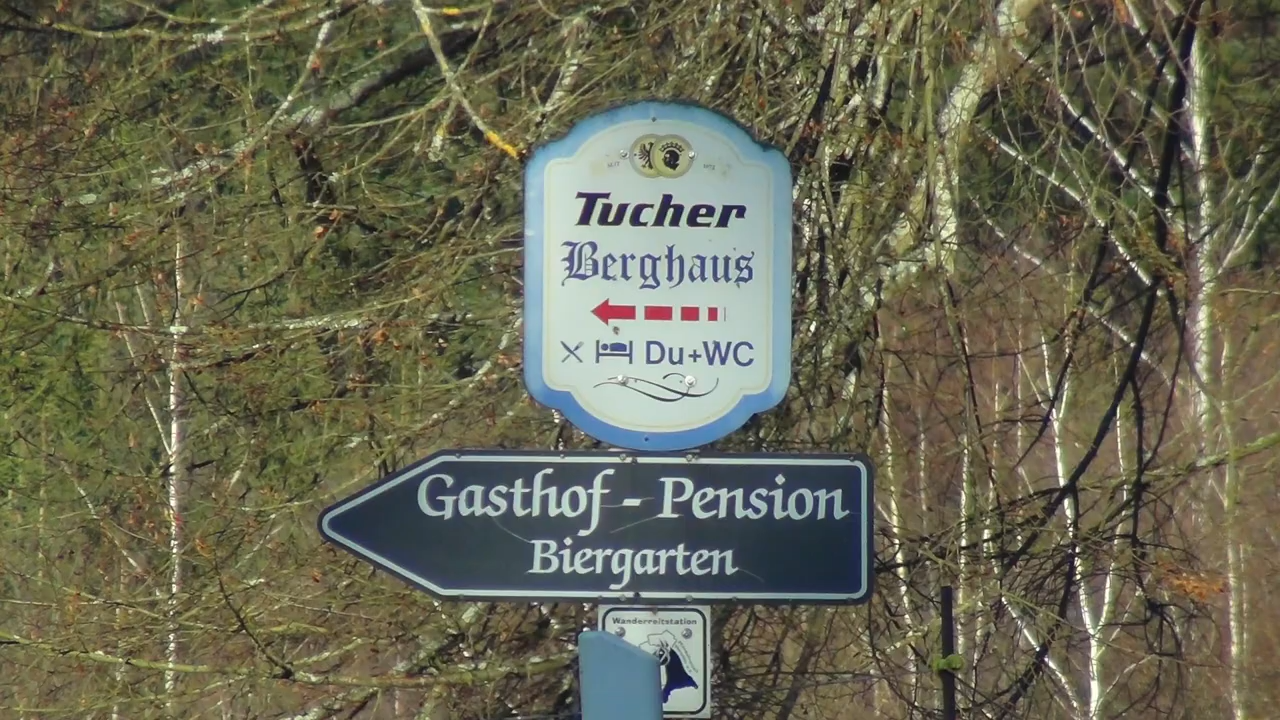 Tucher
Berghaus
Du+WC
Gasthof - Pension
Biergarten
Wanderreitstation